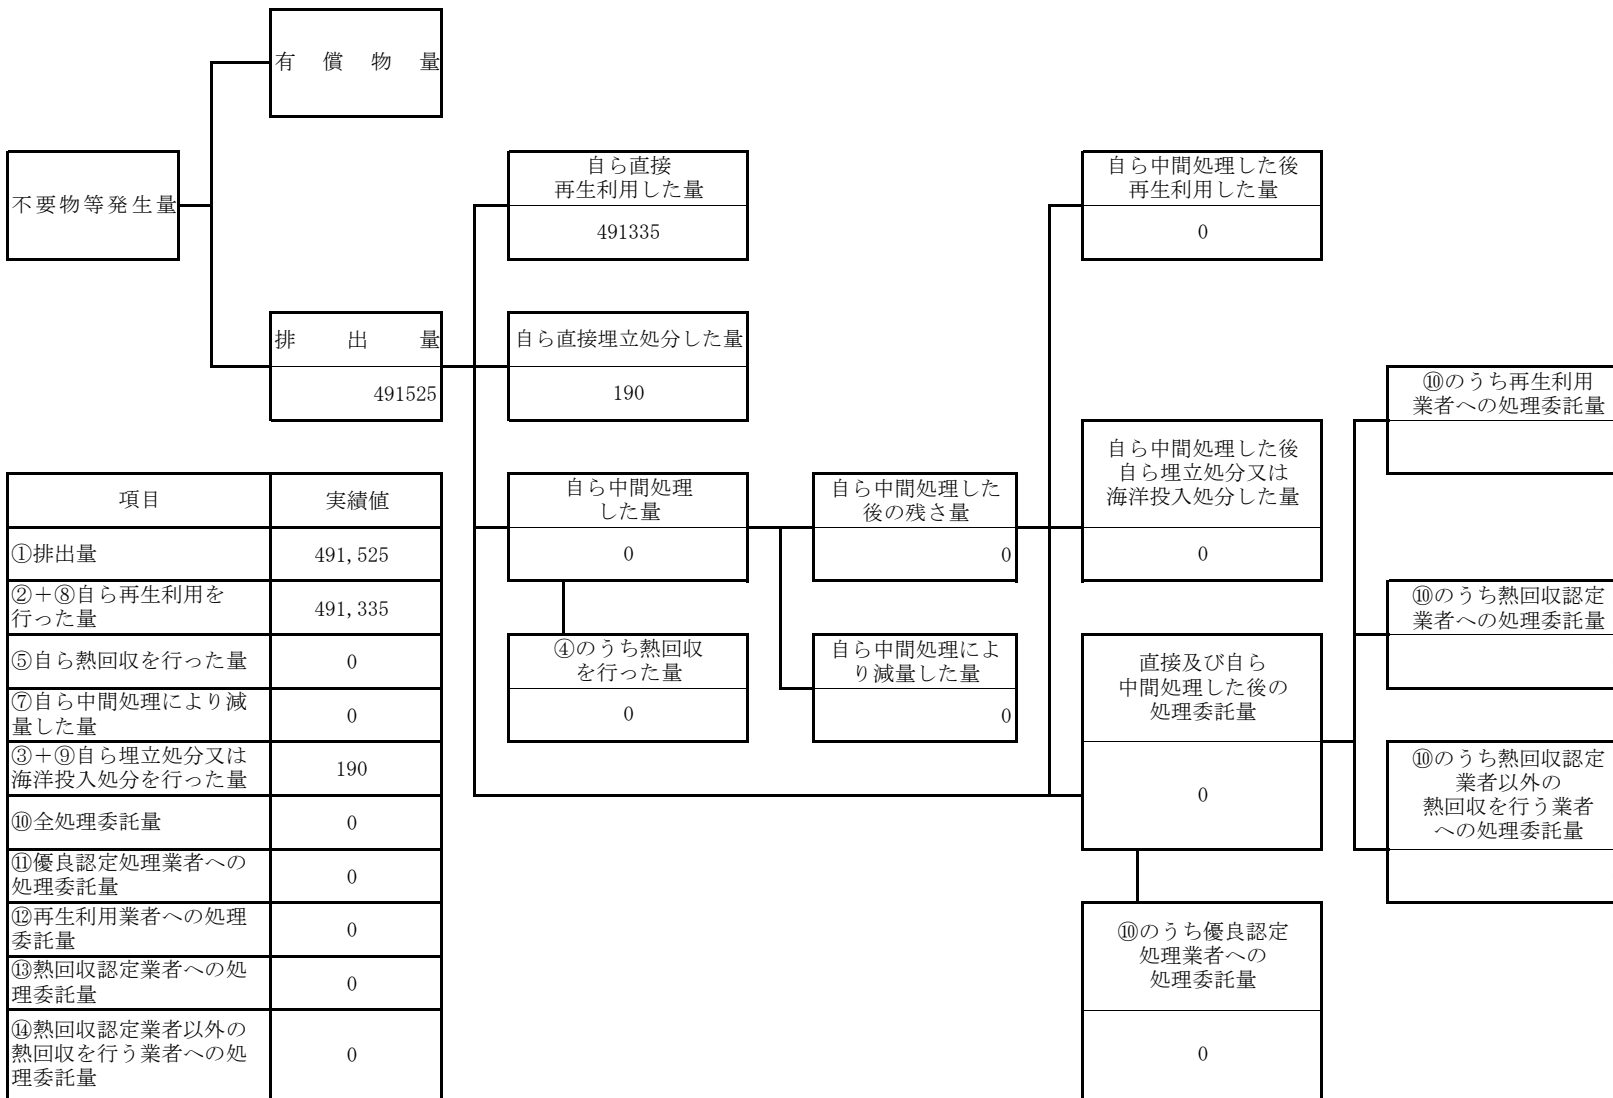 有償物量
不要物等発生量
排出量
491525
自ら直接
再生利用した量
491335
自ら直接埋立処分した量
190
自ら中間処理
した量
0
④のうち熱回収
を行った量
0
自ら中間処理した
後の残さ量
0
自ら中間処理によ
り減量した量
0
自ら中間処理した後
再生利用した量
0
自ら中間処理した後
自ら埋立処分又は
海洋投入処分した量
0
直接及び自ら
中間処理した後の
処理委託量
0
⑩のうち優良認定
処理業者への
処理委託量
0
⑩のうち再生利用
業者への処理委託量
⑩のうち熱回収認定
業者への処理委託量
⑩のうち熱回収認定
業者以外の
熱回収を行う業者
への処理委託量
項目 実績値
①排出量 491,525
②+⑧自ら再生利用を
行った量 491,335
⑤自ら熱回収を行った量 0
⑦自ら中間処理により減
量した量 0
③+⑨自ら埋立処分又は
海洋投入処分を行った量 190
⑩全処理委託量 0
⑪優良認定処理業者への
処理委託量 0
⑫再生利用業者への処理
委託量 0
⑬熱回収認定業者への処
理委託量 0
⑭熱回収認定業者以外の
熱回収を行う業者への処
理委託量 0